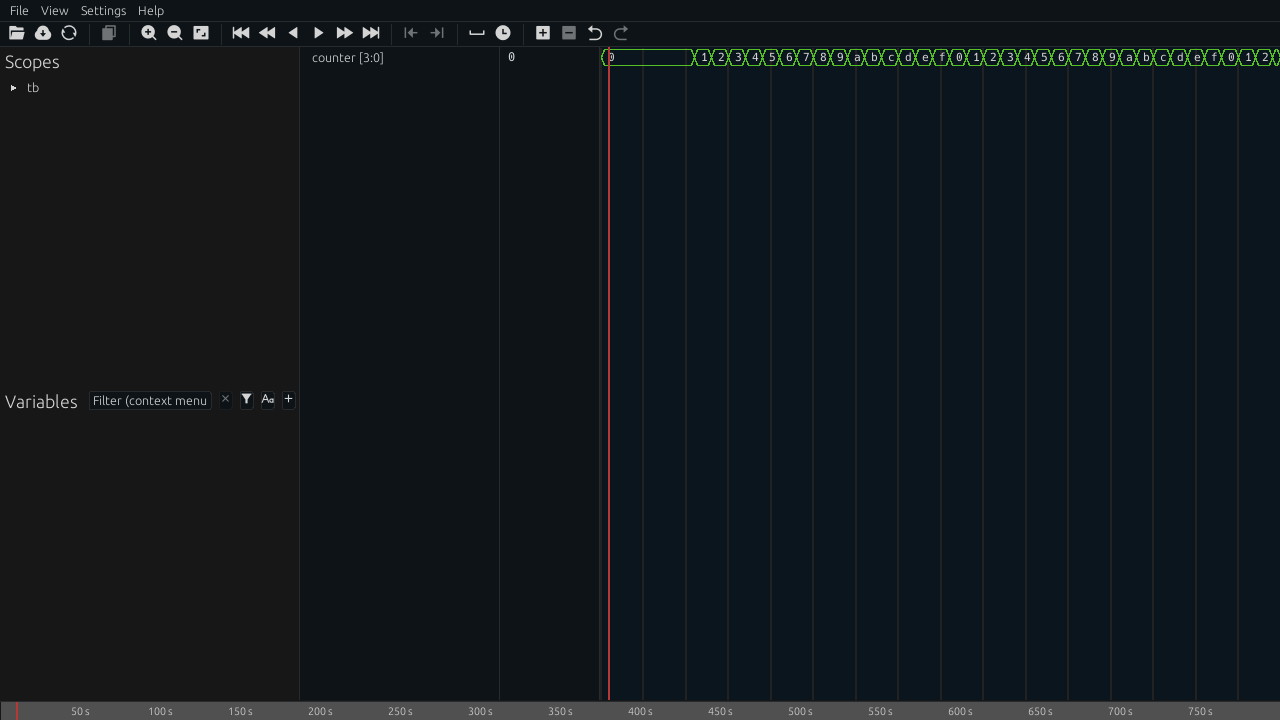 File View Settings Help
Scopes
tb
counter [3:0]
0
0 1 2 3 4 5 6 7 8 9 a b c d e f 0 1 2 3 4 5 6 7 8 9 a b c d e f 0 1 2
Variables Filter (context menu Aa +
50 s 100 s 150 s 200 s 250 s 300 s 350 s 400 s 450 s 500 s 550 s 600 s 650 s 700 s 750 s